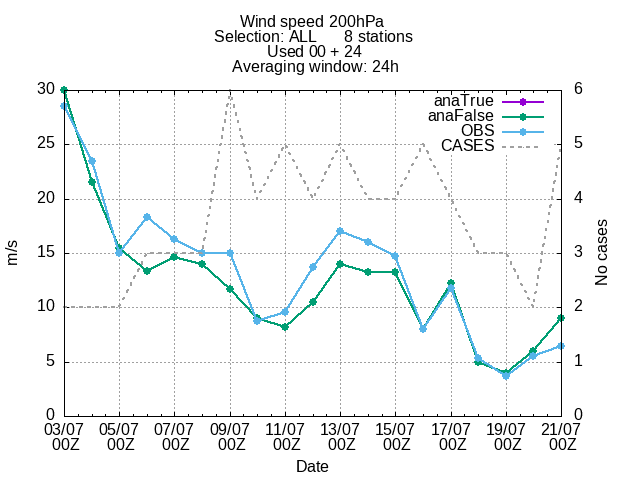 Wind speed 200hPa
Selection: ALL 8 stations
Used 00 + 24
Averaging window: 24h
anaTrue
anaFalse
OBS
CASES
30
25
20
15
10
5
0
m/s
6
5
4
3
2
1
0
No cases
03/07 05/07 07/07 09/07 11/07 13/07 15/07 17/07 19/07 21/07
00Z 00Z 00Z 00Z 00Z 00Z 00Z 00Z 00Z 00Z
Date